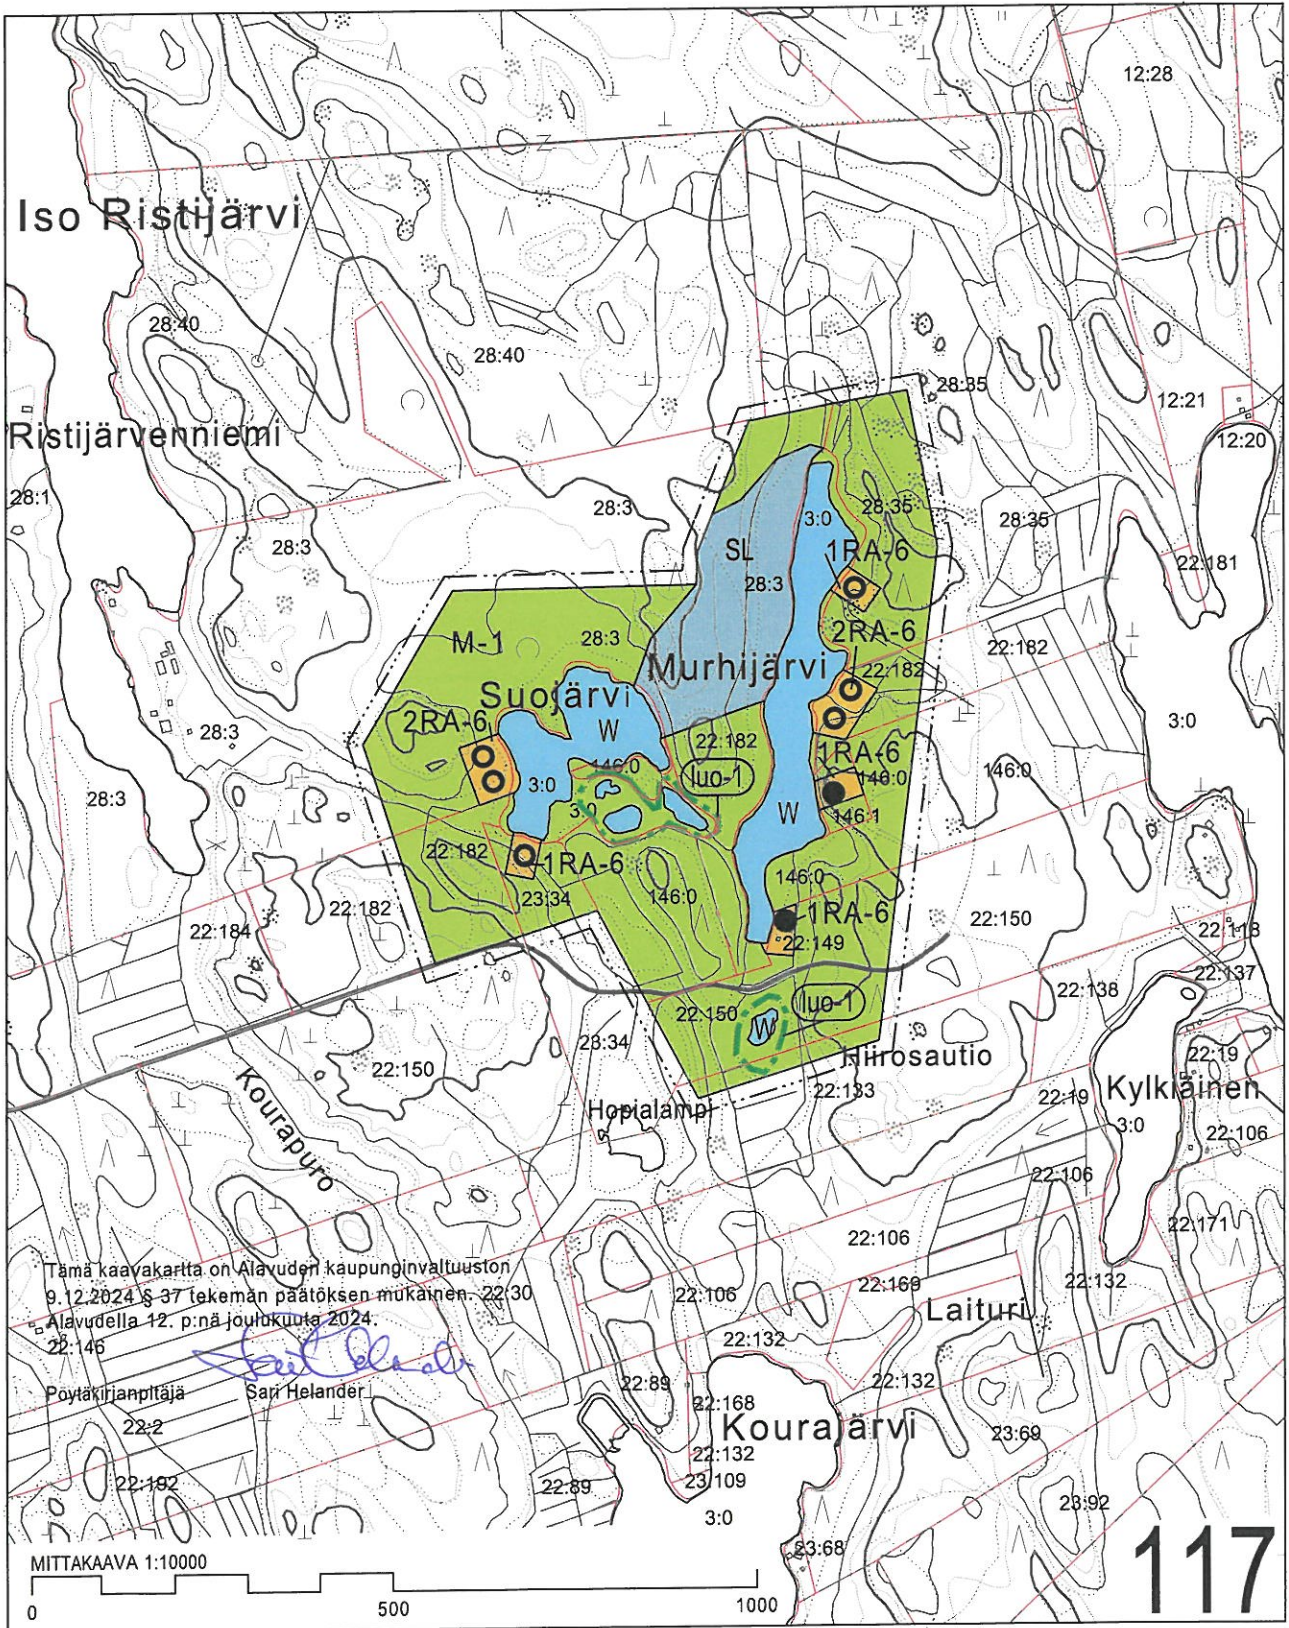 12:28
Iso Ristijärvi
28:40
28:40
28:35
12:21
12:20
Ristijärvenniemi
28:1
28:3
28:3
3:0
28:35
28:35
SL
28:3
1RA-6
22:181
M-1
28:3
2RA-6
22:182
Murhijärvi
22:182
Suojärvi
2RA-6
W
22:182
3:0
28:3
1RA-6
146:0
luo-1
146:0
146:0
28:3
3:0
3:0
W
146:1
22:182
1RA-6
146:0
23:34
146:0
22:182
1RA-6
22:150
22:184
22:149
22:118
22:137
22:138
luo-1
22:150
W
28:34
Hiirosautio
22:19
22:150
Kourapuro
Kylkiäinen
22:133
22:19
Hopialampi
3:0
22:106
22:106
22:171
22:106
Tämä kaavakartta on Alavuden kaupunginvaltuuston
9.12.2024 § 37 tekemän päätöksen mukainen. 22:30
Alavudella 12. p:nä joulukuuta 2024.
22:146
22:106
22:169
22:132
Laituri
22:132
Pöytäkirjanpitäjä Sari Helander
22:89
22:132
22:168
22:2
Kourajärvi
23:69
22:132
22:192
22:89
23:109
23:92
3:0
23:68
MITTAKAAVA 1:10000
0 500 1000
117